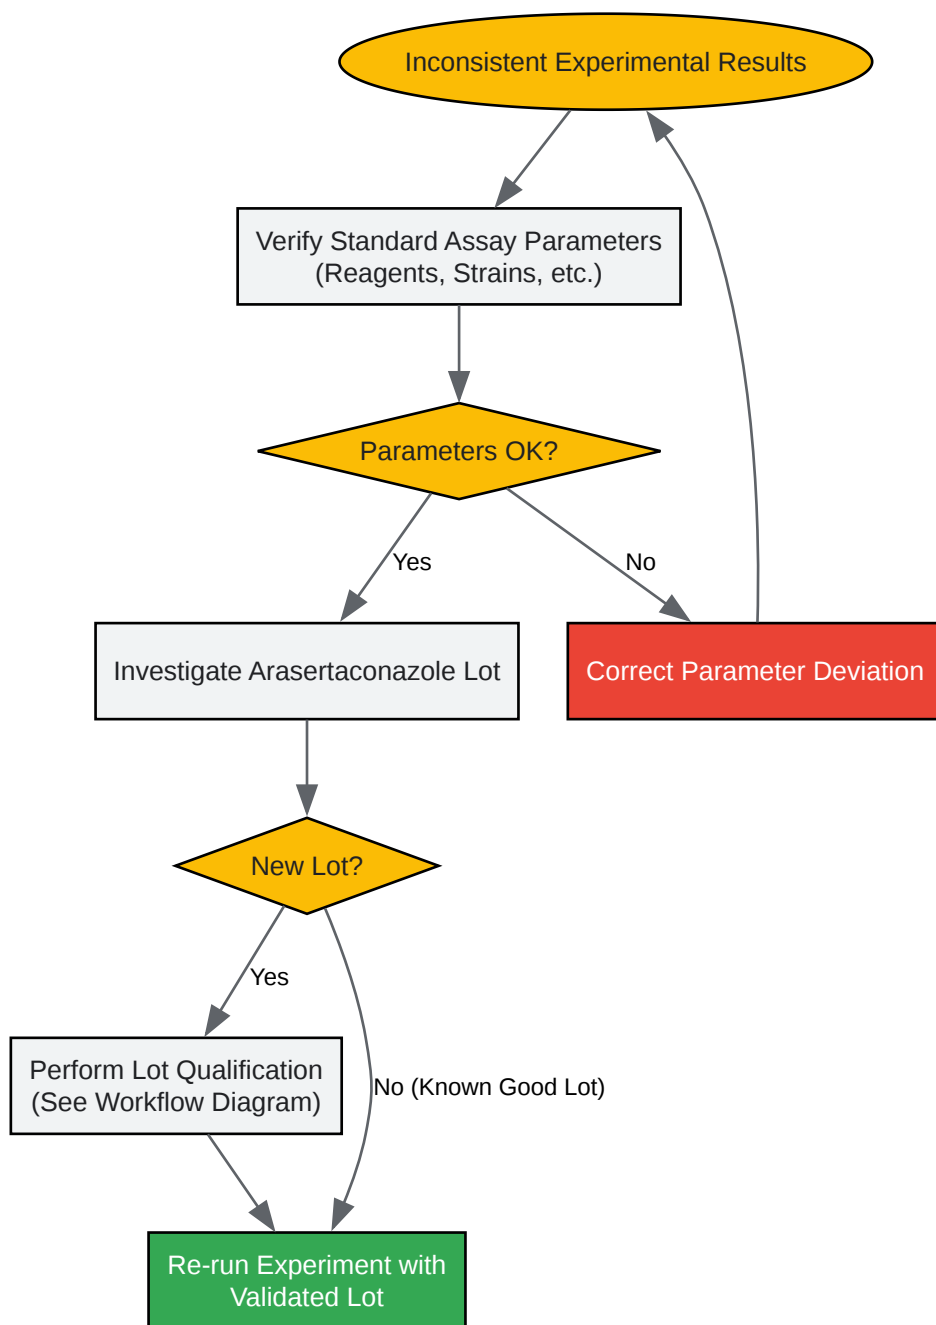 Inconsistent Experimental Results
Verify Standard Assay Parameters
(Reagents, Strains, etc.)
Parameters OK?
Yes
No
Investigate Arasertaconazole Lot
Correct Parameter Deviation
New Lot?
Yes
Perform Lot Qualification
(See Workflow Diagram)
No (Known Good Lot)
Re-run Experiment with
Validated Lot